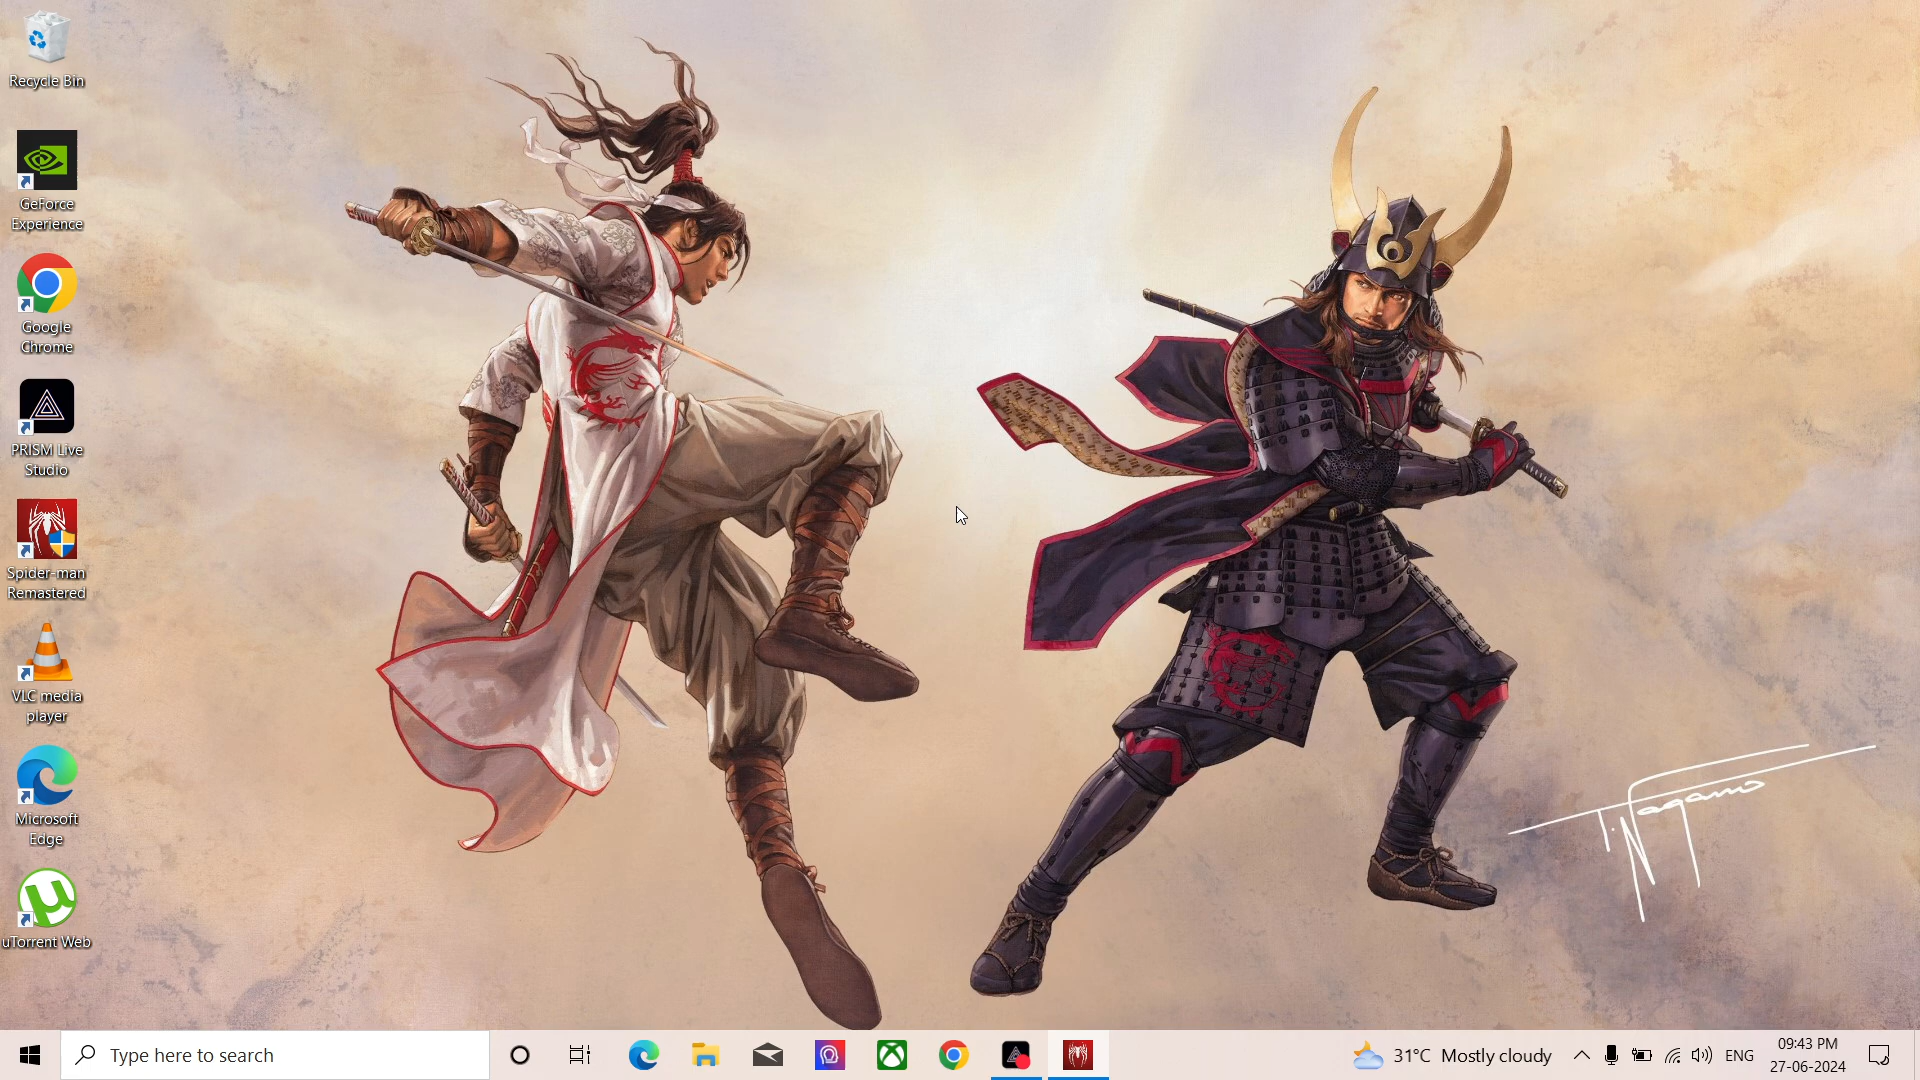 Recycle Bin
GeForce
Experience
Google
Chrome
PRISM Live
Studio
Spider-man
Remastered
VLC media
player
Microsoft
Edge
uTorrent Web
T. Nagano
Type here to search
31°C Mostly cloudy
ENG
09:43 PM
27-06-2024